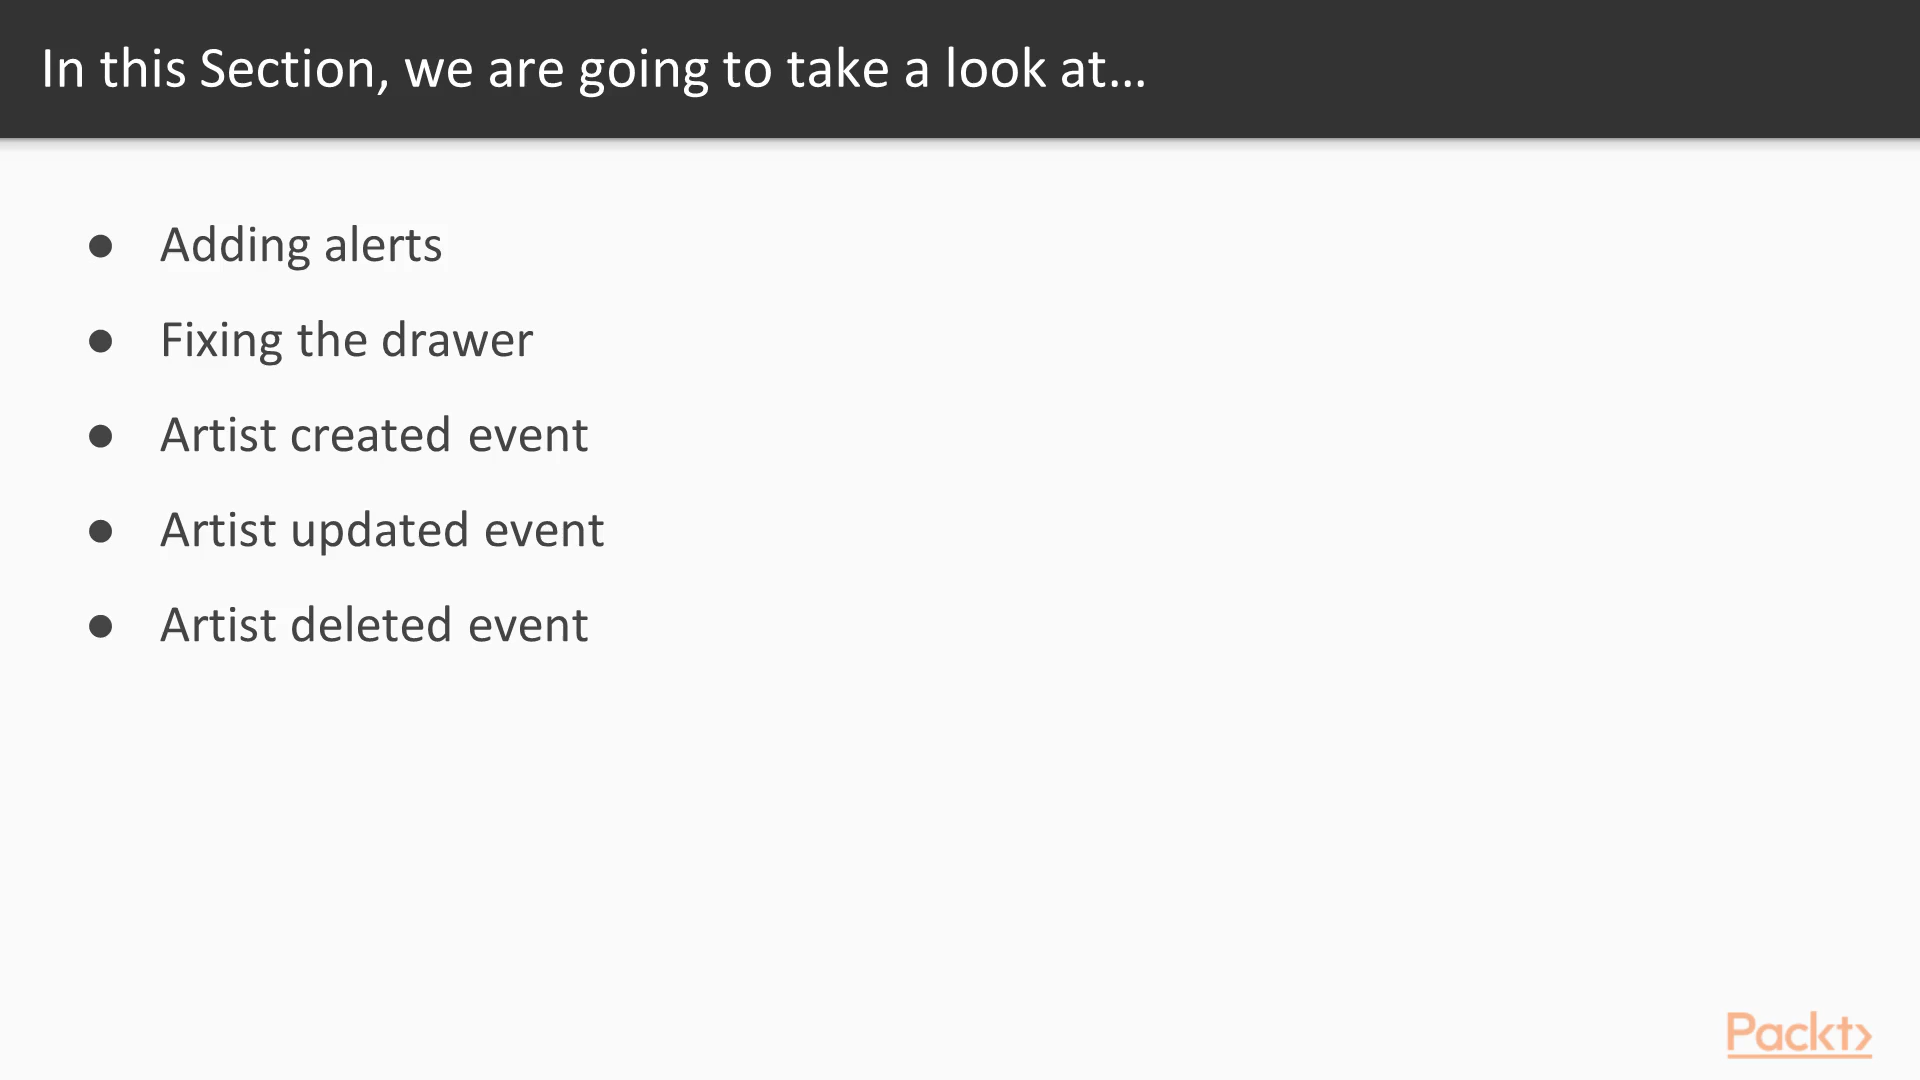 In this Section, we are going to take a look at...
● Adding alerts
● Fixing the drawer
● Artist created event
● Artist updated event
● Artist deleted event
Packt>